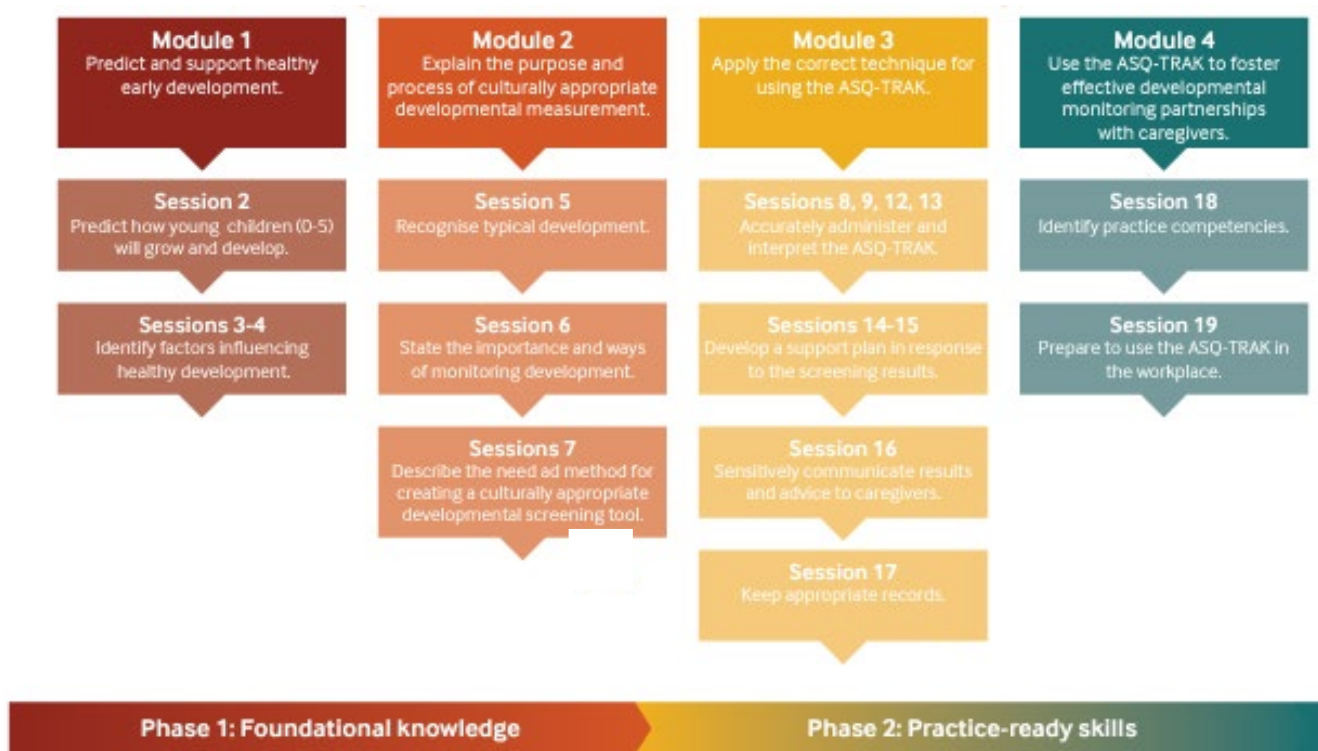 Module 1
Predict and support healthy
early development.
Session 2
Predict how young children (0-5)
will grow and develop.
Sessions 3-4
Identify factors influencing
healthy development.
Module 2
Explain the purpose and
process of culturally appropriate
developmental measurement.
Session 5
Recognise typical development.
Session 6
State the importance and ways
of monitoring development.
Sessions 7
Describe the need ad method for
creating a culturally appropriate
developmental screening tool.
Module 3
Apply the correct technique for
using the ASQ-TRAK.
Sessions 8, 9, 12, 13
Accurately administer and
interpret the ASQ-TRAK.
Sessions 14-15
Develop a support plan in response
to the screening results.
Session 16
Sensitively communicate results
and advice to caregivers.
Session 17
Keep appropriate records.
Module 4
Use the ASQ-TRAK to foster
effective developmental
monitoring partnerships
with caregivers.
Session 18
Identify practice competencies.
Session 19
Prepare to use the ASQ-TRAK in
the workplace.
Phase 1: Foundational knowledge
Phase 2: Practice-ready skills